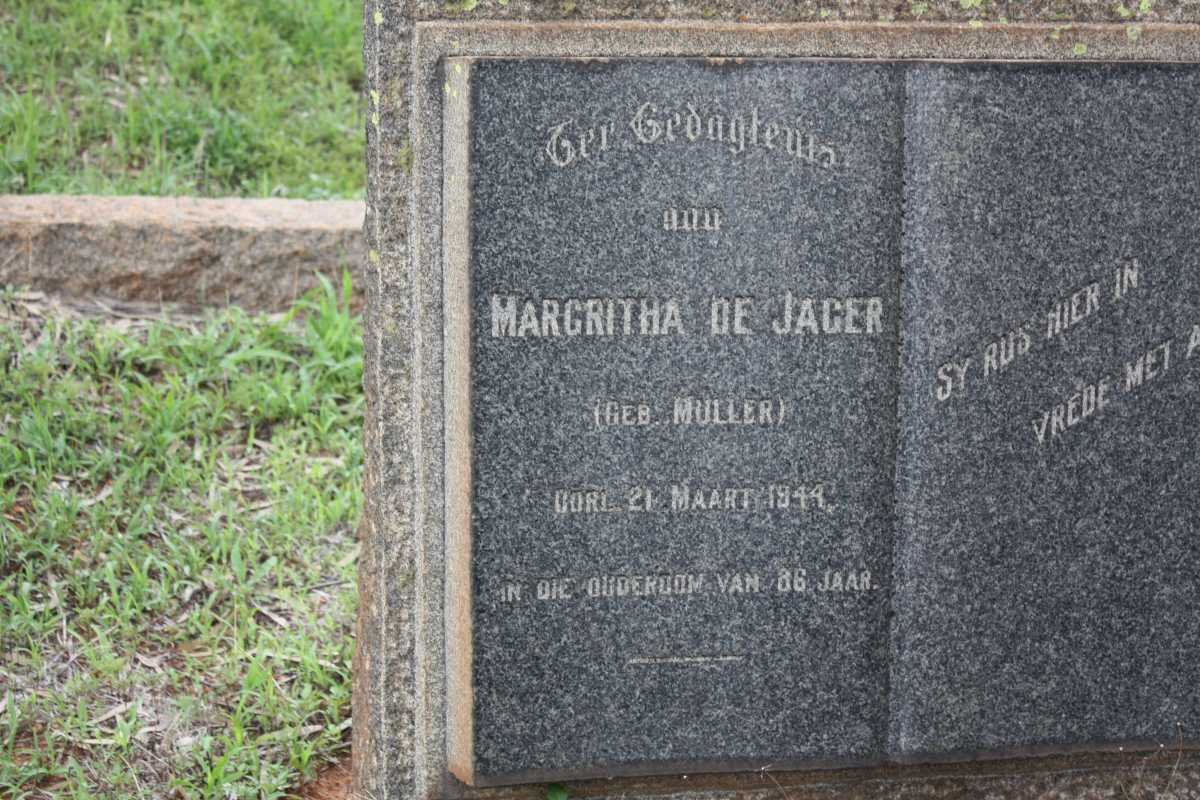 Ter Gedagtenis
aan
MARGRITHA DE JAGER
(GEB. MULLER)
OORL. 21 MAART 1944.
IN DIE OUDERDOM VAN 86 JAAR.
SY RUS HIER IN
VREDE MET